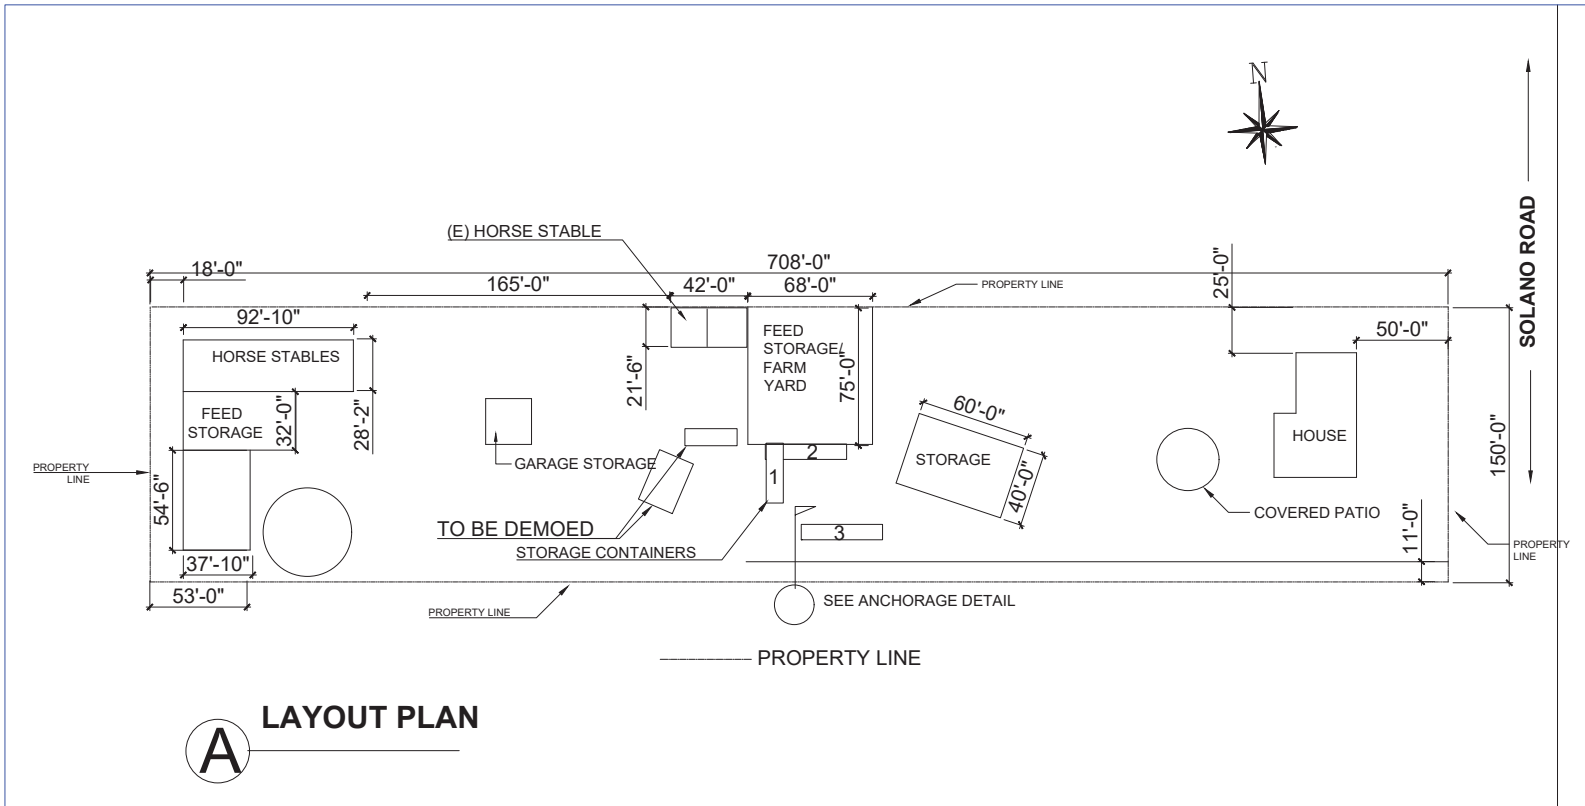 N
SOLANO ROAD
(E) HORSE STABLE
708'-0"
18'-0"
165'-0"
42'-0"
68'-0"
25'-0"
PROPERTY LINE
92'-10"
50'-0"
HORSE STABLES
28'-2"
21'-6"
FEED
STORAGE/
FARM
YARD
75'-0"
FEED
STORAGE
32'-0"
60'-0"
STORAGE
40'-0"
HOUSE
150'-0"
GARAGE STORAGE
2
1
3
PROPERTY
LINE
54'-6"
TO BE DEMOED
STORAGE CONTAINERS
COVERED PATIO
11'-0"
PROPERTY
LINE
37'-10"
53'-0"
PROPERTY LINE
SEE ANCHORAGE DETAIL
PROPERTY LINE
LAYOUT PLAN
A